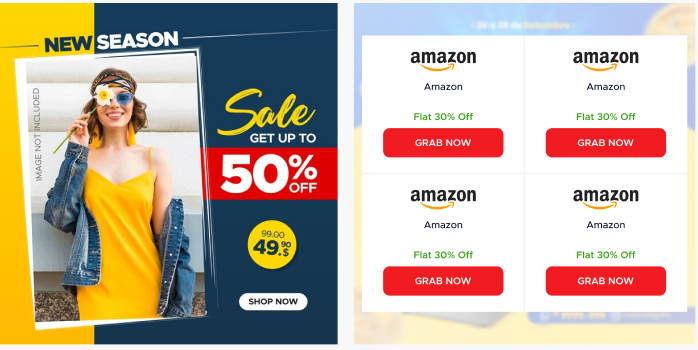 NEW SEASON
IMAGE NOT INCLUDED
Sale
GET UP TO
50%
OFF
99.00
49.90$
SHOP NOW
amazon
Amazon
Flat 30% Off
GRAB NOW
amazon
Amazon
Flat 30% Off
GRAB NOW
amazon
Amazon
Flat 30% Off
GRAB NOW
amazon
Amazon
Flat 30% Off
GRAB NOW